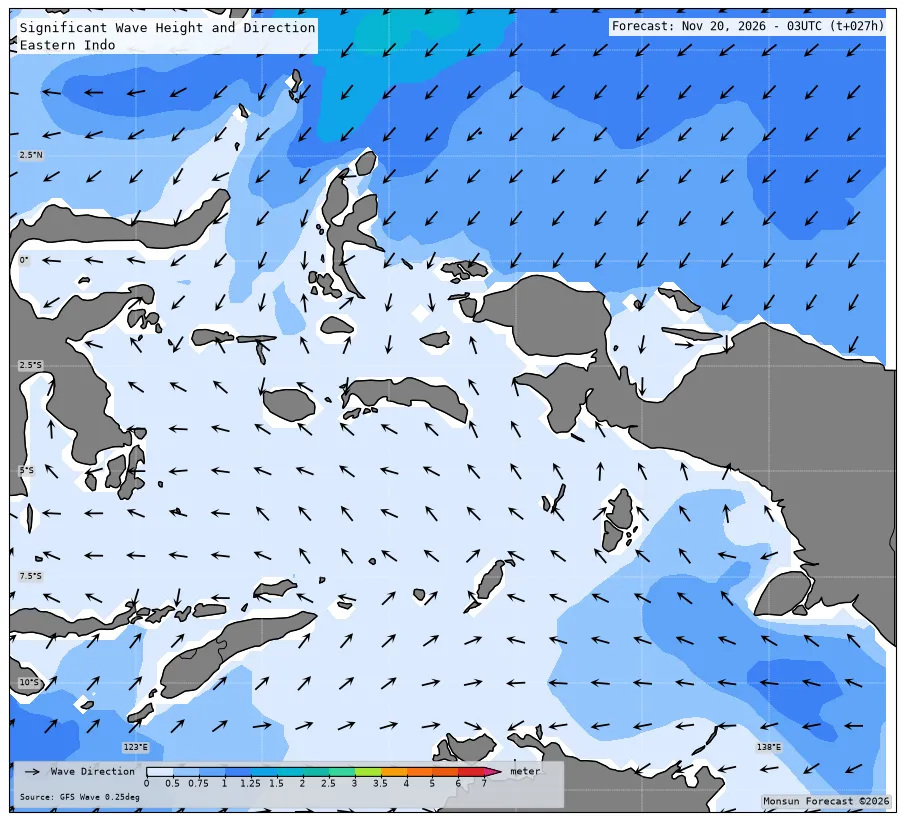 Significant Wave Height and Direction
Eastern Indo
Forecast: Nov 20, 2026 - 03UTC (t+027h)
2.5°N
0°
2.5°S
5°S
7.5°S
10°S
123°E
138°E
Wave Direction
meter
0 0.5 0.75 1 1.25 1.5 2 2.5 3 3.5 4 5 6 7
Source: GFS Wave 0.25deg
Monsun Forecast ©2026